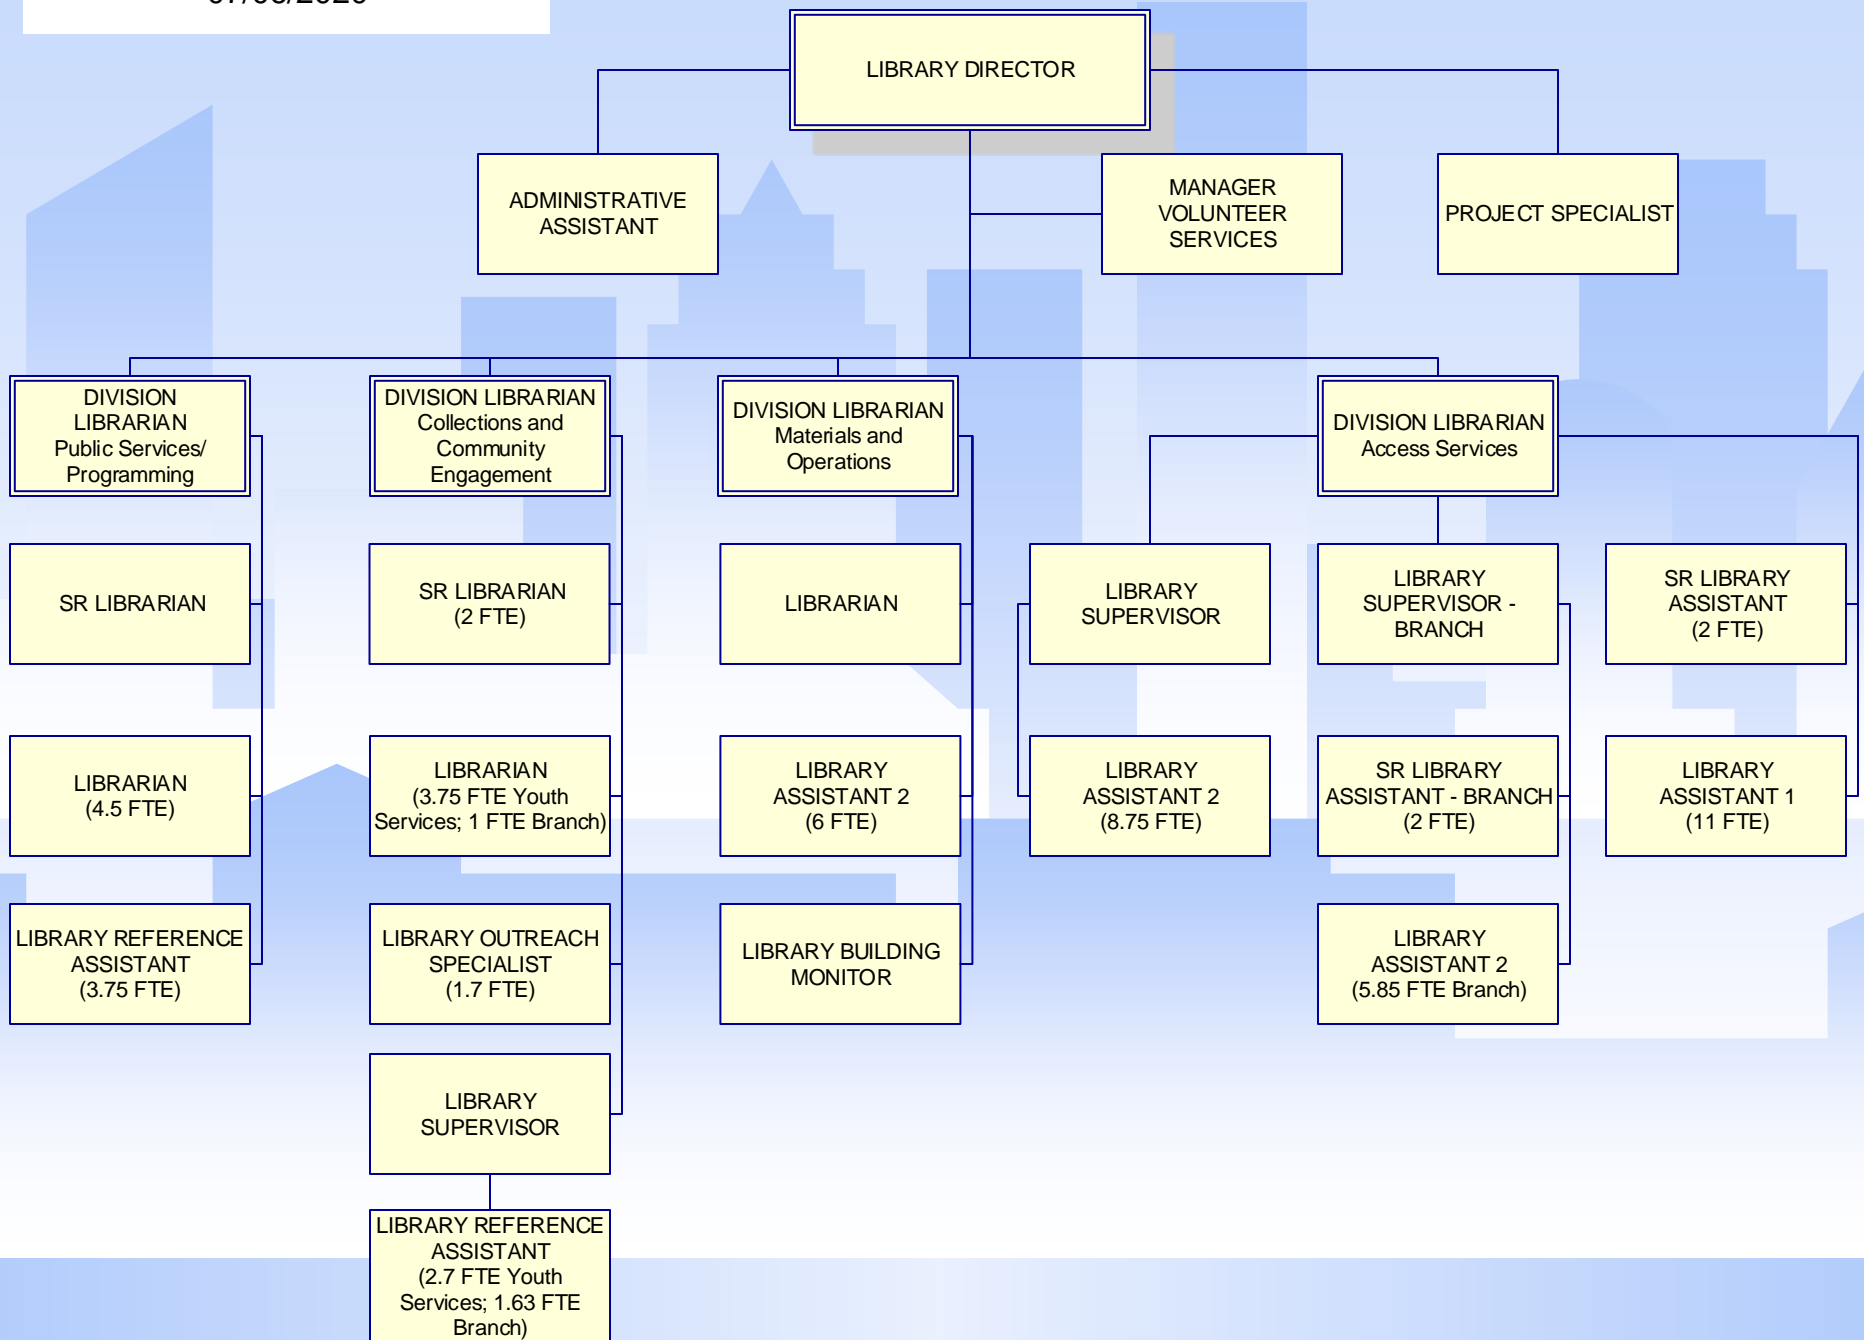 LIBRARY DIRECTOR
ADMINISTRATIVE
ASSISTANT
MANAGER
VOLUNTEER
SERVICES
PROJECT SPECIALIST
DIVISION
LIBRARIAN
Public Services/
Programming
DIVISION LIBRARIAN
Collections and
Community
Engagement
DIVISION LIBRARIAN
Materials and
Operations
DIVISION LIBRARIAN
Access Services
SR LIBRARIAN
SR LIBRARIAN
(2 FTE)
LIBRARIAN
LIBRARY
SUPERVISOR
LIBRARY
SUPERVISOR -
BRANCH
SR LIBRARY
ASSISTANT
(2 FTE)
LIBRARIAN
(4.5 FTE)
LIBRARIAN
(3.75 FTE Youth
Services; 1 FTE Branch)
LIBRARY
ASSISTANT 2
(6 FTE)
LIBRARY
ASSISTANT 2
(8.75 FTE)
SR LIBRARY
ASSISTANT - BRANCH
(2 FTE)
LIBRARY
ASSISTANT 1
(11 FTE)
LIBRARY REFERENCE
ASSISTANT
(3.75 FTE)
LIBRARY OUTREACH
SPECIALIST
(1.7 FTE)
LIBRARY BUILDING
MONITOR
LIBRARY
ASSISTANT 2
(5.85 FTE Branch)
LIBRARY
SUPERVISOR
LIBRARY REFERENCE
ASSISTANT
(2.7 FTE Youth
Services; 1.63 FTE
Branch)